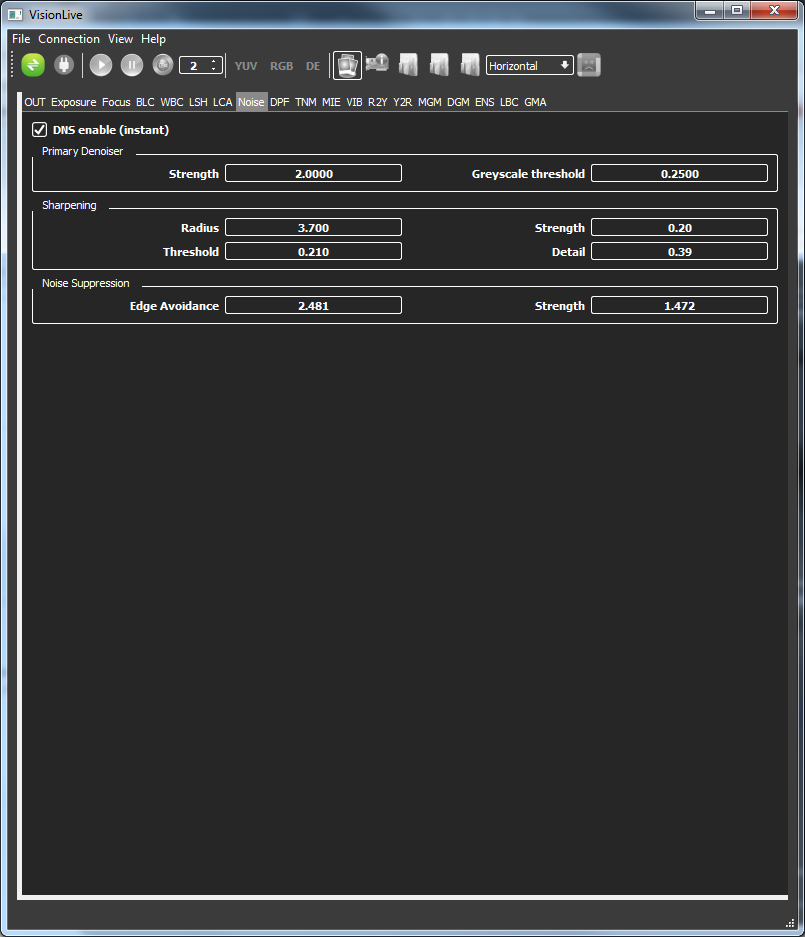 VisionLive
File Connection View Help
2 YUV RGB DE Horizontal
OUT Exposure Focus BLC WBC LSH LCA Noise DPF TNM MIE VIB R2Y Y2R MGM DGM ENS LBC GMA
DNS enable (instant)
Primary Denoiser
Strength 2.0000 Greyscale threshold 0.2500
Sharpening
Radius 3.700 Strength 0.20
Threshold 0.210 Detail 0.39
Noise Suppression
Edge Avoidance 2.481 Strength 1.472